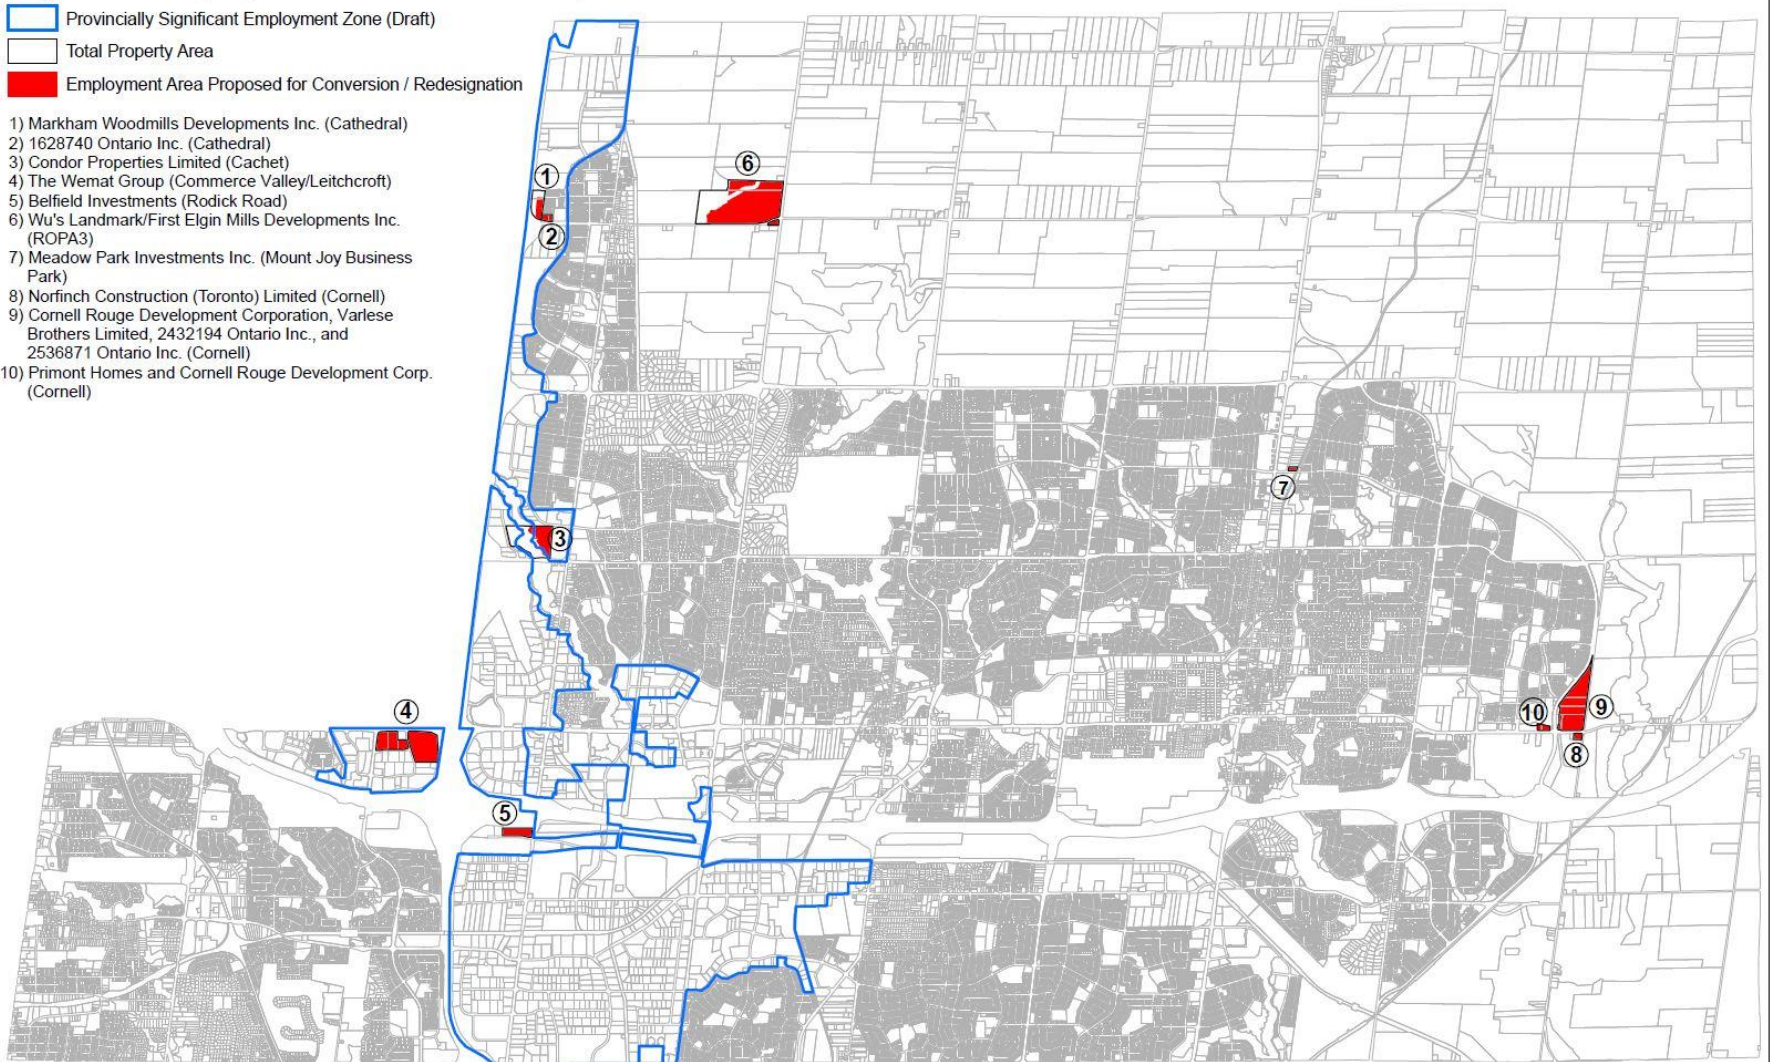 Provincially Significant Employment Zone (Draft)
Total Property Area
Employment Area Proposed for Conversion / Redesignation
1) Markham Woodmills Developments Inc. (Cathedral)
2) 1628740 Ontario Inc. (Cathedral)
3) Condor Properties Limited (Cachet)
4) The Wemat Group (Commerce Valley/Leitchcroft)
5) Belfield Investments (Rodick Road)
6) Wu's Landmark/First Elgin Mills Developments Inc.
(ROPA3)
7) Meadow Park Investments Inc. (Mount Joy Business
Park)
8) Norfinch Construction (Toronto) Limited (Cornell)
9) Cornell Rouge Development Corporation, Varlese
Brothers Limited, 2432194 Ontario Inc., and
2536871 Ontario Inc. (Cornell)
10) Primont Homes and Cornell Rouge Development Corp.
(Cornell)
6
1
2
7
3
4
10
9
8
5